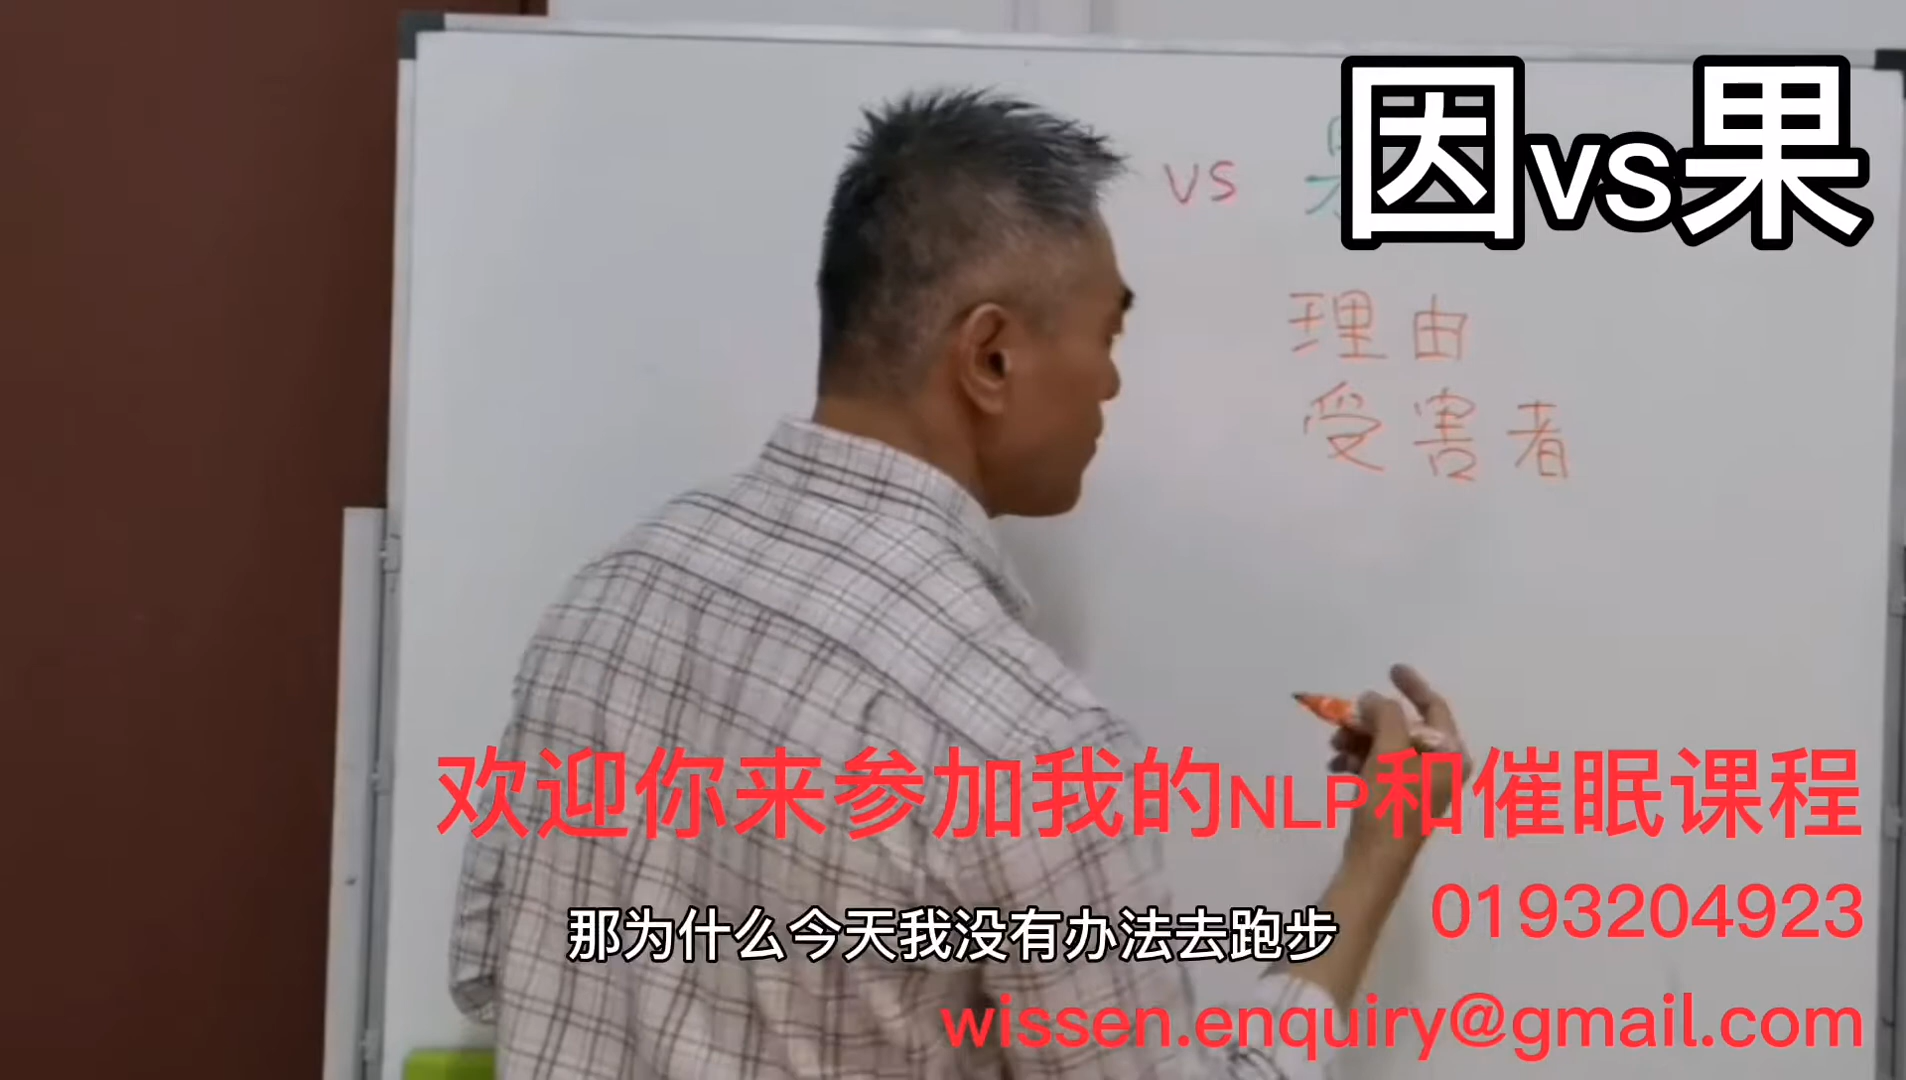 因vs果
vs
理由
受害者
欢迎你来参加我的NLP和催眠课程
0193204923
那为什么今天我没有办法去跑步
wissen.enquiry@gmail.com